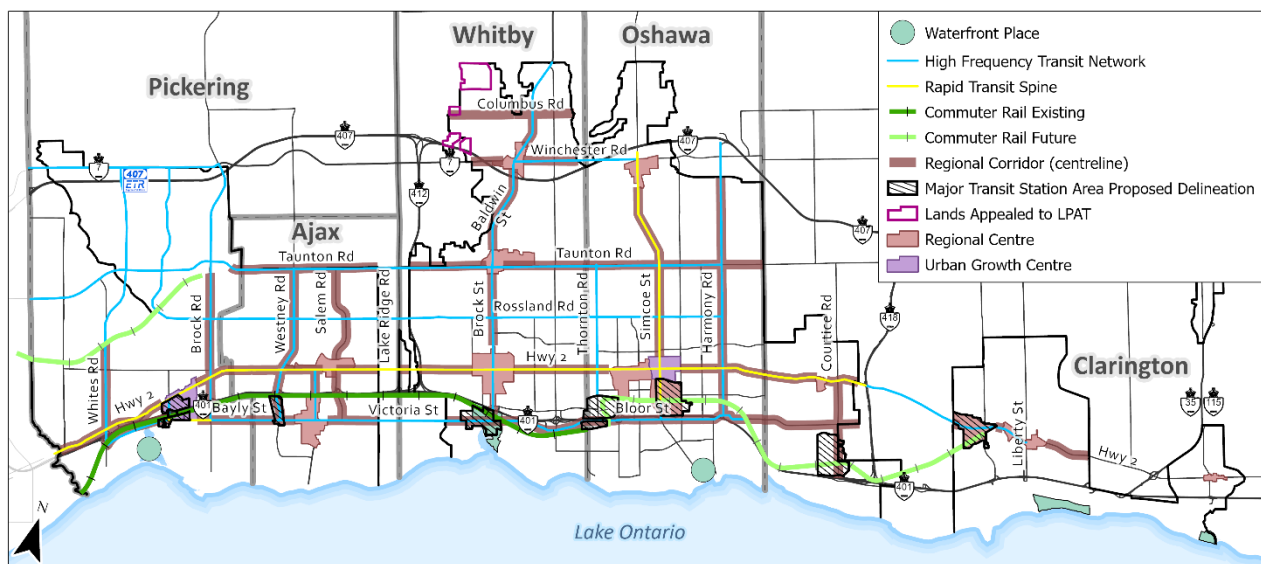 Whitby
Oshawa
Pickering
Ajax
Clarington
Columbus Rd
Winchester Rd
Baldwin
St
Taunton Rd
Taunton Rd
Rossland Rd
Hwy 2
Hwy 2
Hwy 2
Bayly St
Victoria St
Bloor St
Whites Rd
Brock Rd
Westney Rd
Salem Rd
Lake Ridge Rd
Brock St
Thornton Rd
Simcoe St
Harmony Rd
Courtice Rd
Liberty St
407
407
407
407
ETR
7
7
412
418
401
401
401
35
115
N
Lake Ontario
Waterfront Place
High Frequency Transit Network
Rapid Transit Spine
Commuter Rail Existing
Commuter Rail Future
Regional Corridor (centreline)
Major Transit Station Area Proposed Delineation
Lands Appealed to LPAT
Regional Centre
Urban Growth Centre